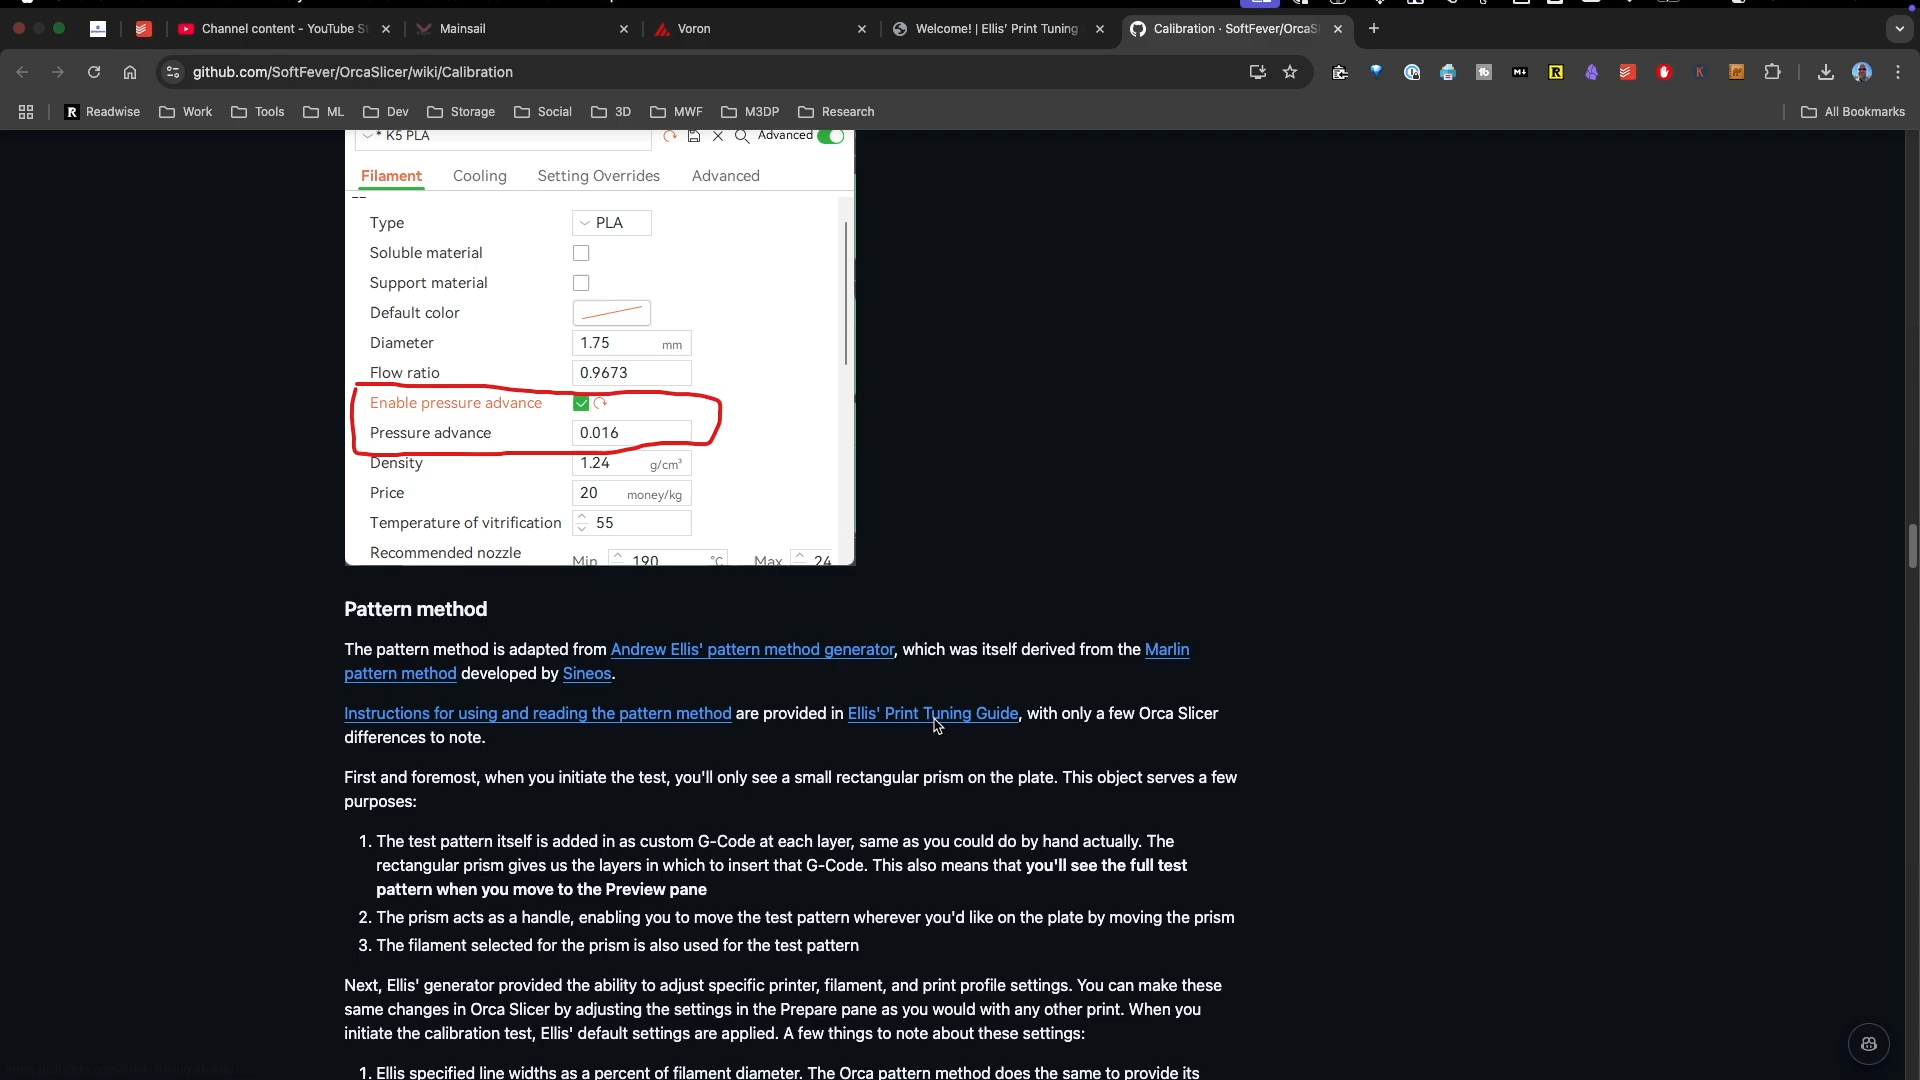 Channel content - YouTube St
Mainsail
Voron
Welcome! | Ellis' Print Tuning
Calibration · SoftFever/OrcaSl
github.com/SoftFever/OrcaSlicer/wiki/Calibration
Readwise
Work
Tools
ML
Dev
Storage
Social
3D
MWF
M3DP
Research
All Bookmarks
* K5 PLA
Advanced
Filament
Cooling
Setting Overrides
Advanced
Type PLA
Soluble material
Support material
Default color
Diameter 1.75 mm
Flow ratio 0.9673
Enable pressure advance
Pressure advance 0.016
Density 1.24 g/cm³
Price 20 money/kg
Temperature of vitrification 55
Recommended nozzle
Min 190 °C Max 24
Pattern method
The pattern method is adapted from Andrew Ellis' pattern method generator, which was itself derived from the Marlin
pattern method developed by Sineos.
Instructions for using and reading the pattern method are provided in Ellis' Print Tuning Guide, with only a few Orca Slicer
differences to note.
First and foremost, when you initiate the test, you'll only see a small rectangular prism on the plate. This object serves a few
purposes:
1. The test pattern itself is added in as custom G-Code at each layer, same as you could do by hand actually. The
rectangular prism gives us the layers in which to insert that G-Code. This also means that you'll see the full test
pattern when you move to the Preview pane
2. The prism acts as a handle, enabling you to move the test pattern wherever you'd like on the plate by moving the prism
3. The filament selected for the prism is also used for the test pattern
Next, Ellis' generator provided the ability to adjust specific printer, filament, and print profile settings. You can make these
same changes in Orca Slicer by adjusting the settings in the Prepare pane as you would with any other print. When you
initiate the calibration test, Ellis' default settings are applied. A few things to note about these settings:
1. Ellis specified line widths as a percent of filament diameter. The Orca pattern method does the same to provide its